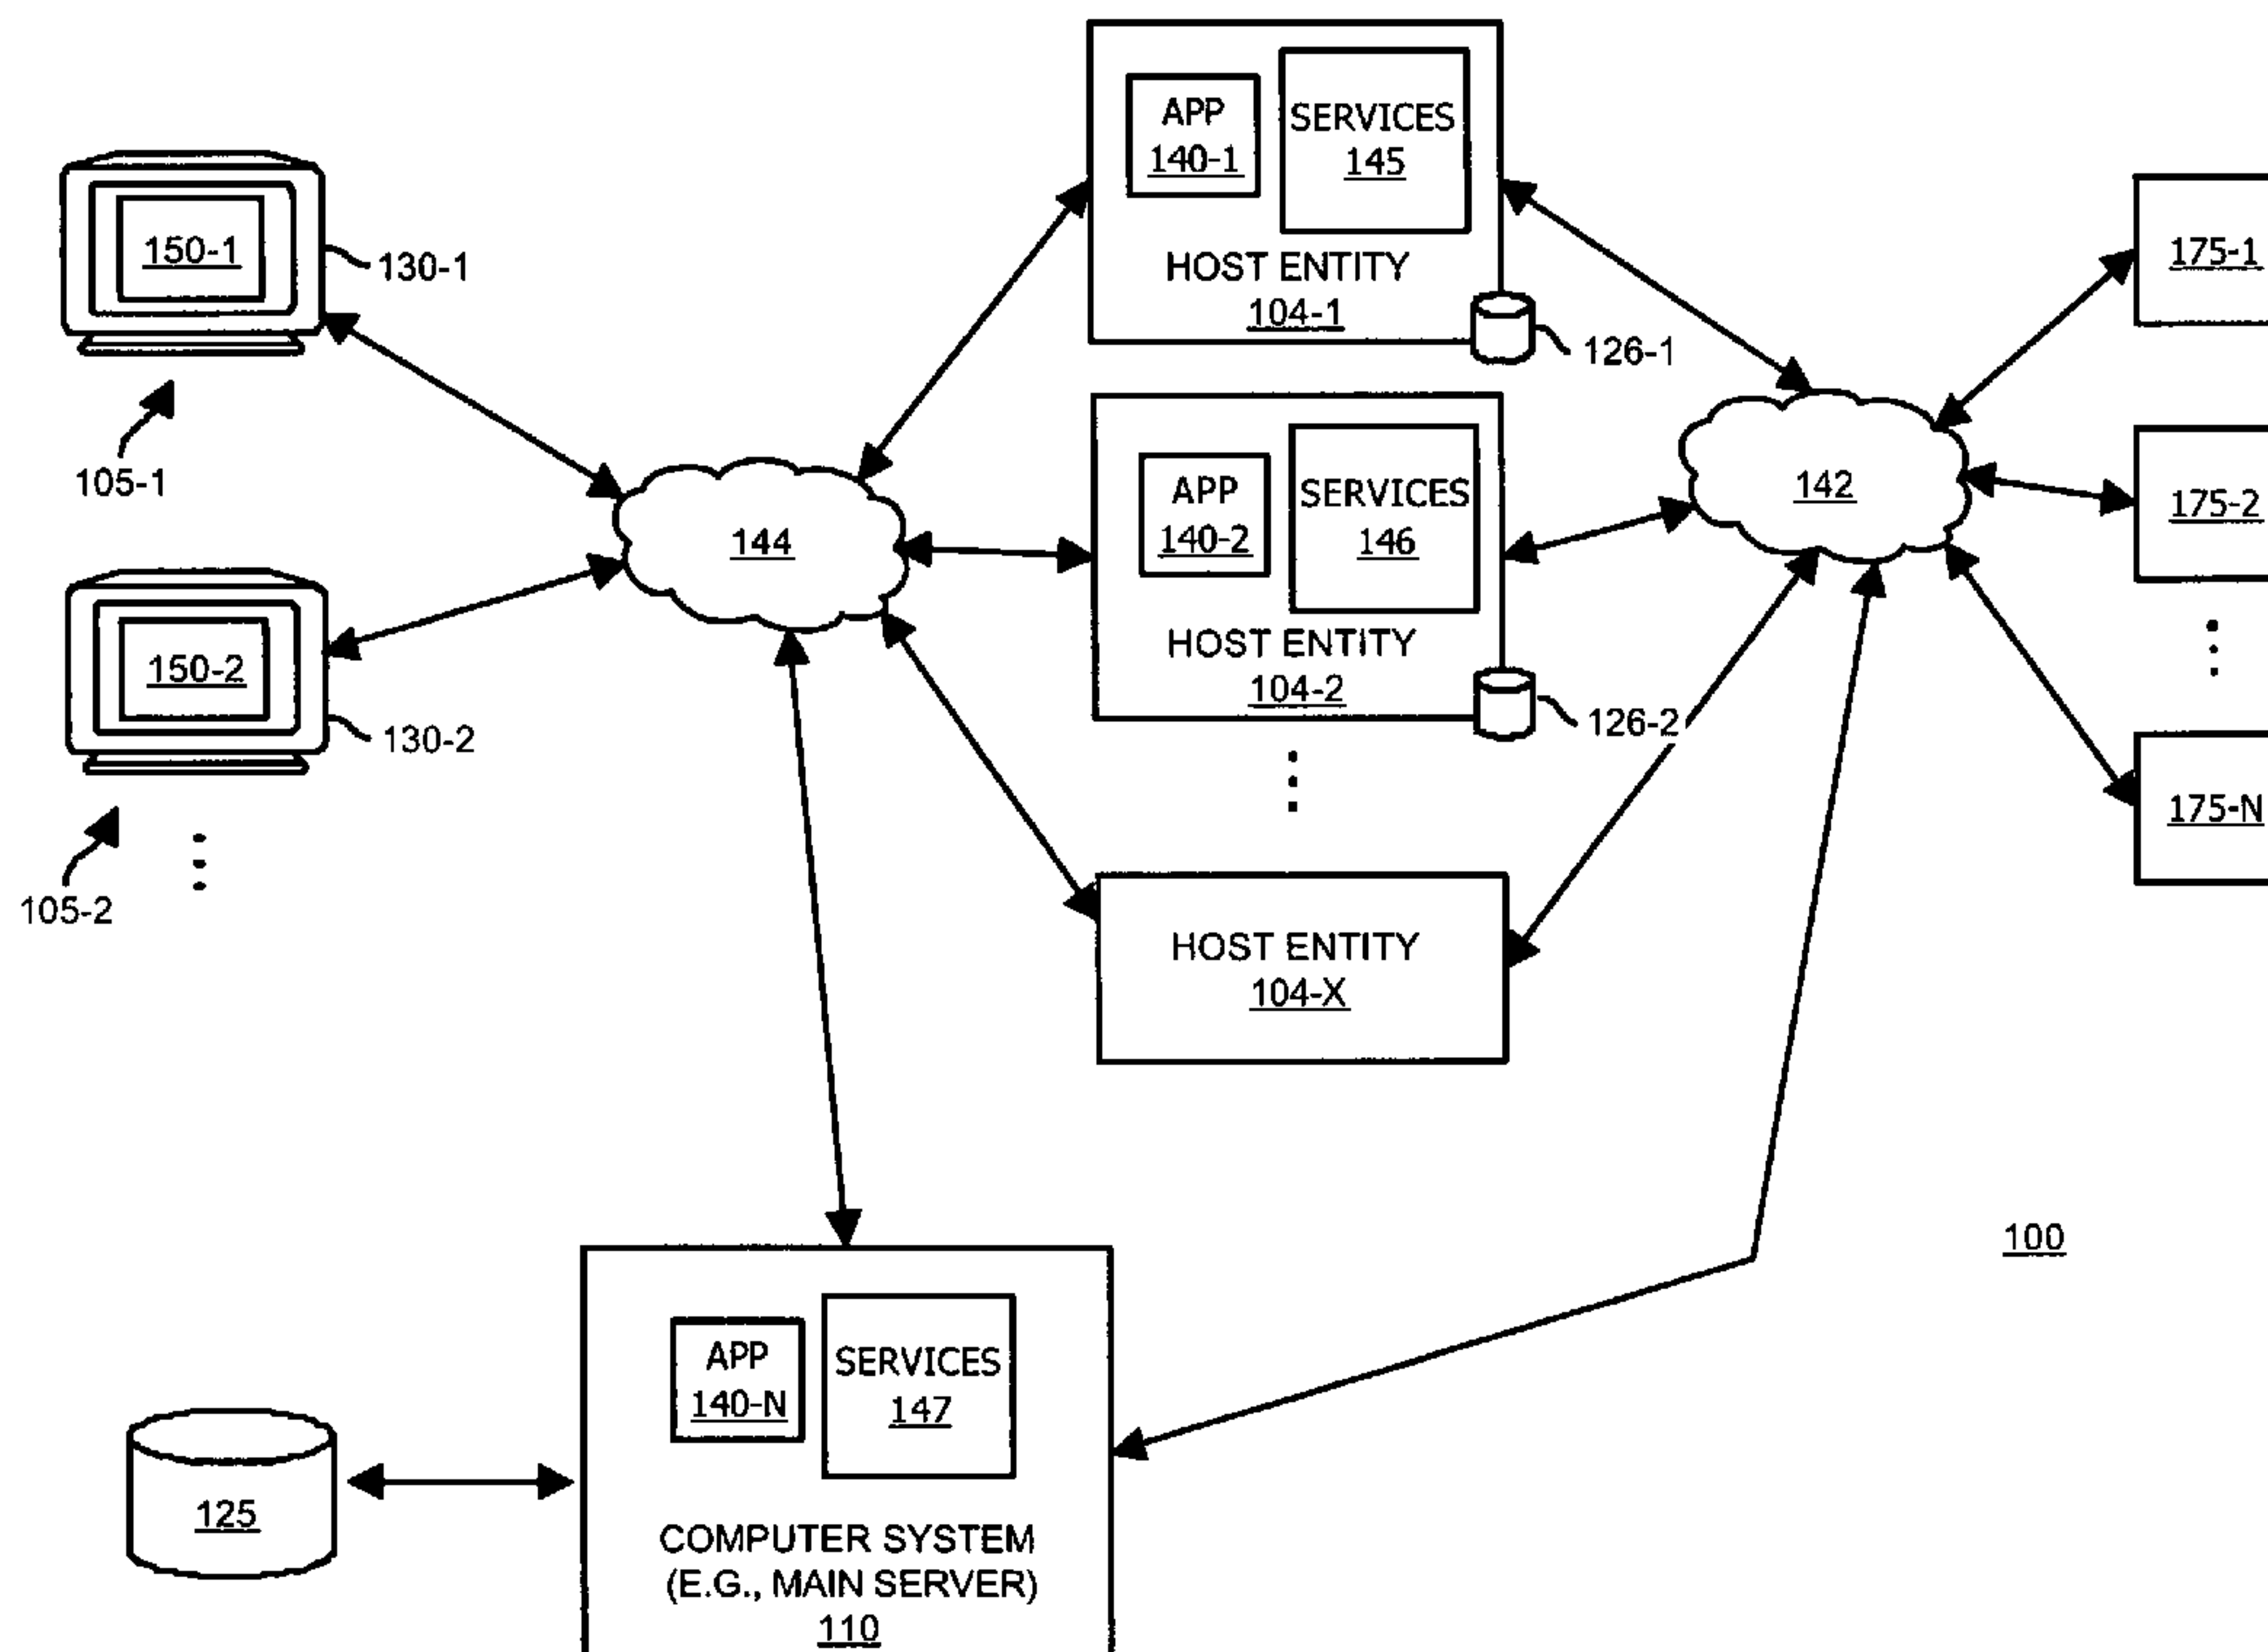 APP
140-1
SERVICES
145
HOST ENTITY
104-1
126-1
150-1
130-1
105-1
175-1
APP
140-2
SERVICES
146
HOST ENTITY
104-2
126-2
144
142
175-2
150-2
130-2
105-2
175-N
HOST ENTITY
104-X
100
APP
140-N
SERVICES
147
125
COMPUTER SYSTEM
(E.G., MAIN SERVER)
110